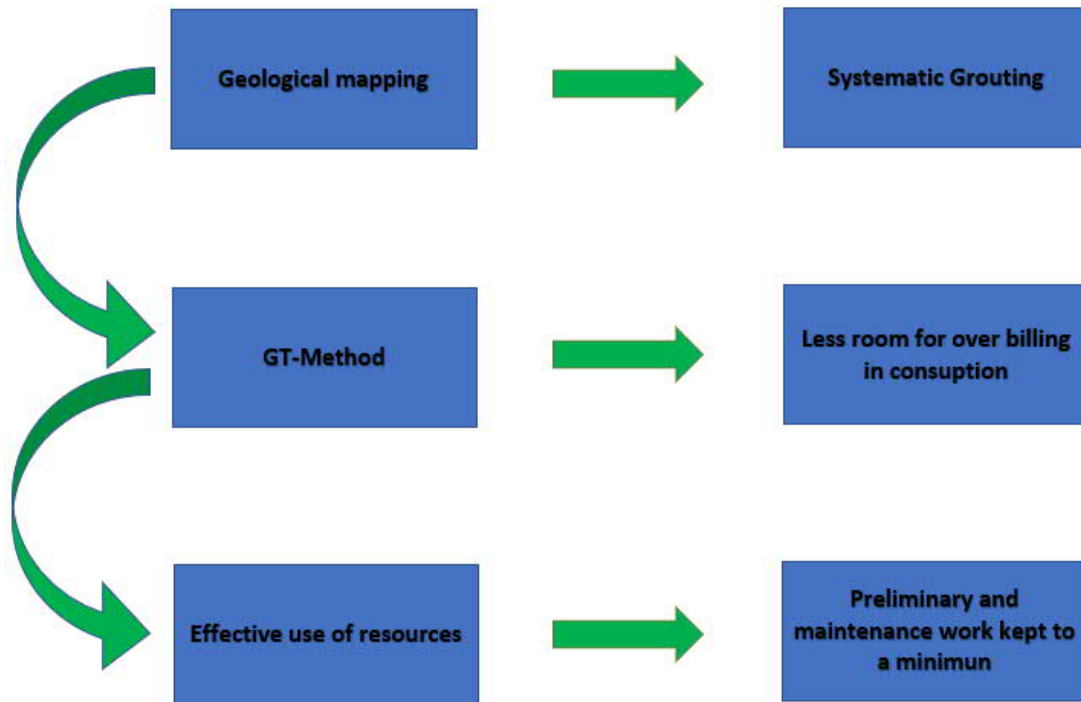 Geological mapping
Systematic Grouting
GT-Method
Less room for over billing
in consuption
Effective use of resources
Preliminary and
maintenance work kept to
a minimun